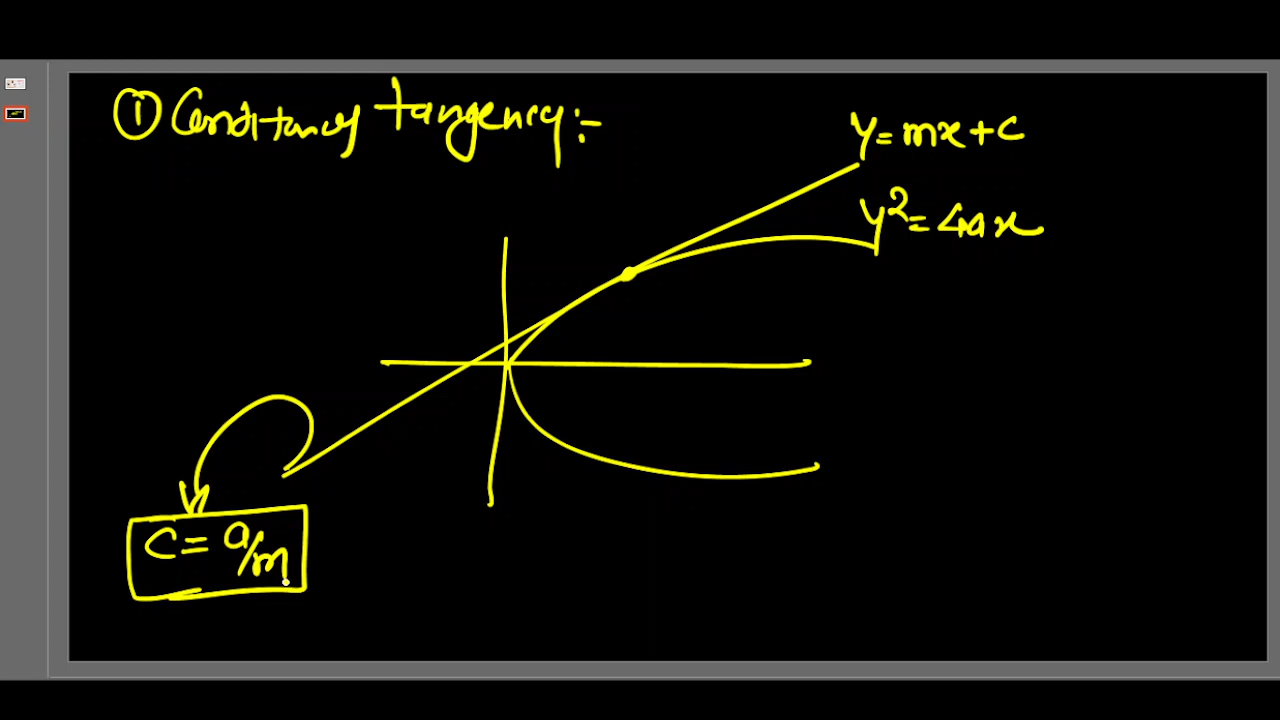 ① Condition of tangency :-
y = mx + c
y² = 4ax
c = a/m